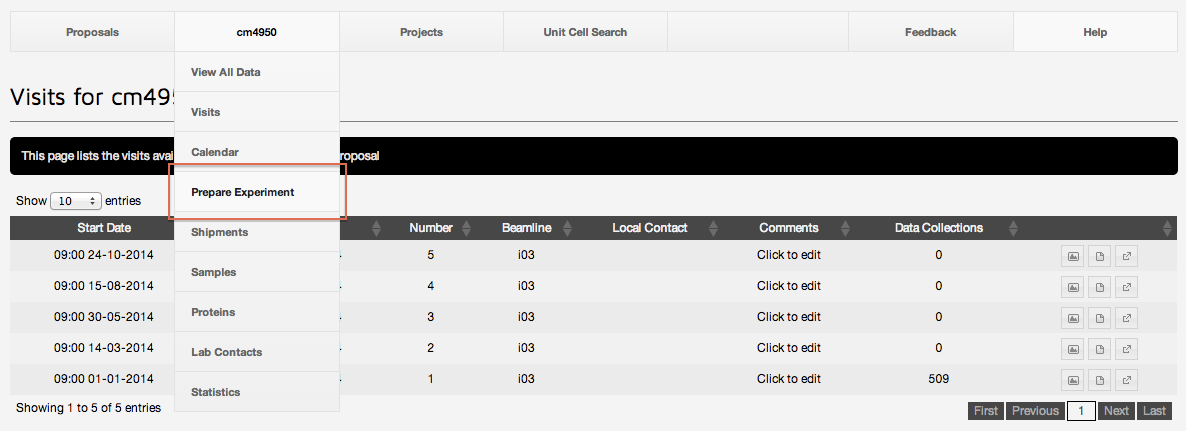 Proposals cm4950 Projects Unit Cell Search Feedback Help
View All Data
Visits for cm495
Visits
This page lists the visits avai roposal
Calendar
Prepare Experiment
Show 10 entries
Shipments
Start Date Number Beamline Local Contact Comments Data Collections
09:00 24-10-2014 5 i03 Click to edit 0
Samples
09:00 15-08-2014 4 i03 Click to edit 0
Proteins
09:00 30-05-2014 3 i03 Click to edit 0
Lab Contacts
09:00 14-03-2014 2 i03 Click to edit 0
09:00 01-01-2014 1 i03 Click to edit 509
Statistics
Showing 1 to 5 of 5 entries First Previous 1 Next Last